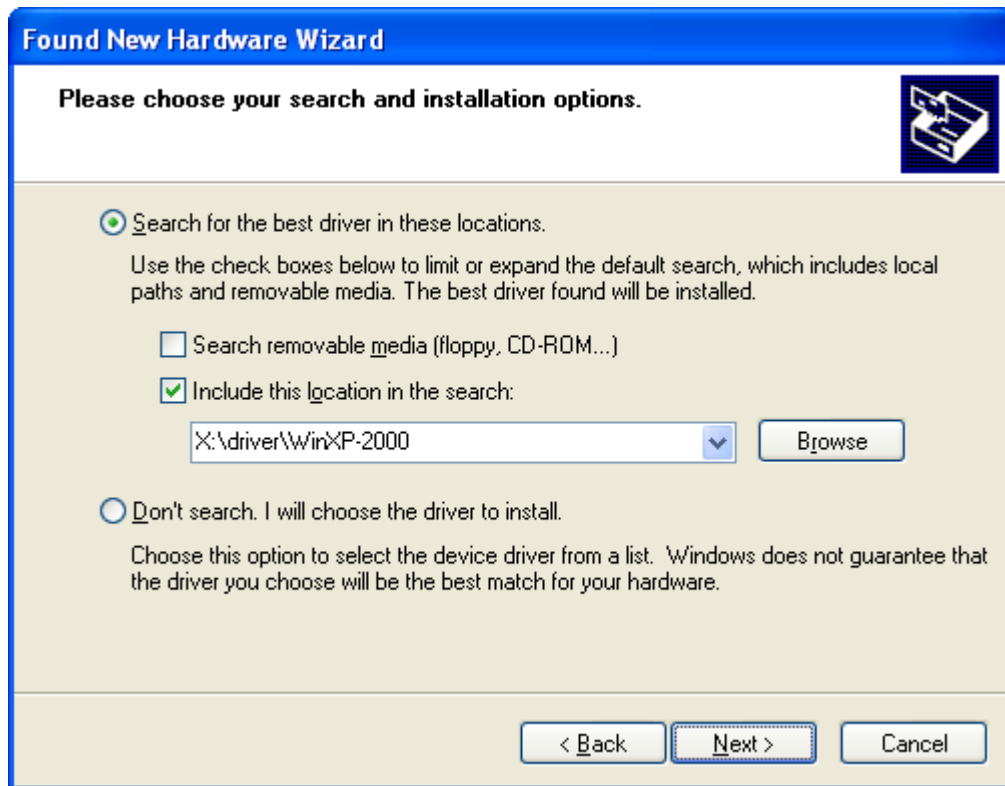 Found New Hardware Wizard
Please choose your search and installation options.
Search for the best driver in these locations.
Use the check boxes below to limit or expand the default search, which includes local
paths and removable media. The best driver found will be installed.
Search removable media (floppy, CD-ROM...)
Include this location in the search:
X:\driver\WinXP-2000
Browse
Don't search. I will choose the driver to install.
Choose this option to select the device driver from a list. Windows does not guarantee that
the driver you choose will be the best match for your hardware.
< Back
Next >
Cancel